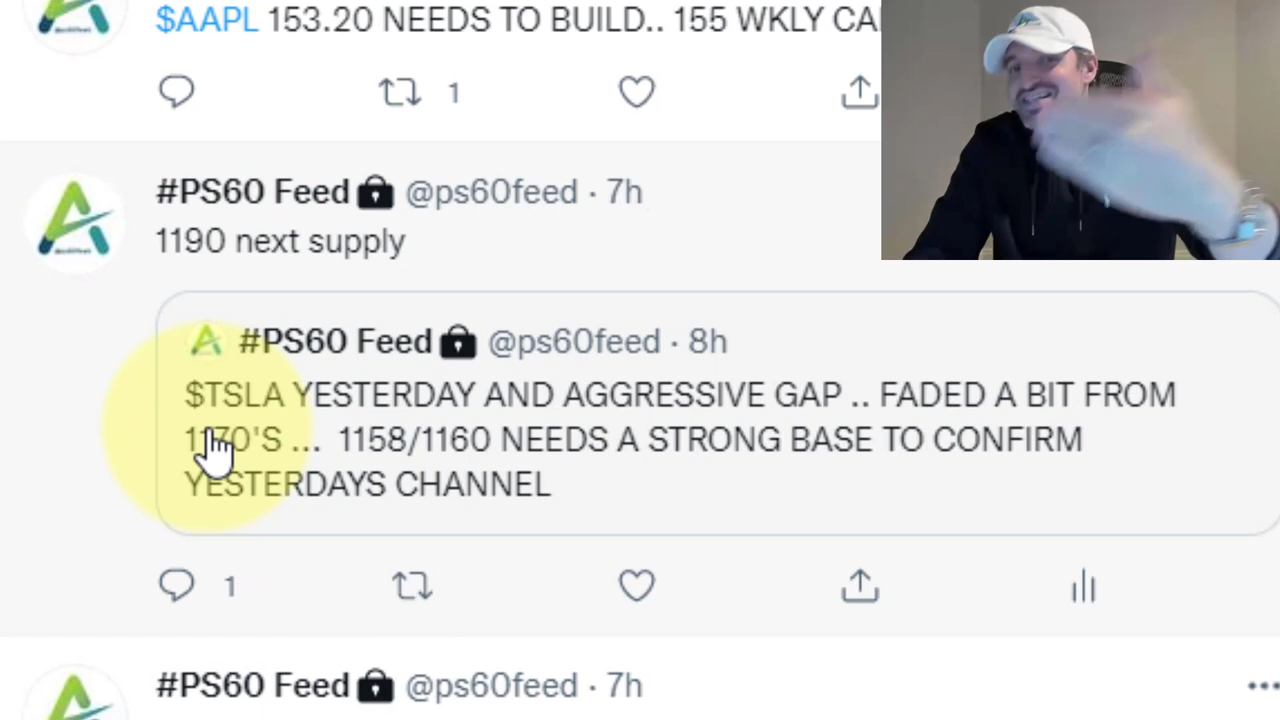 $AAPL 153.20 NEEDS TO BUILD.. 155 WKLY
1
#PS60 Feed @ps60feed · 7h
1190 next supply
#PS60 Feed @ps60feed · 8h
$TSLA YESTERDAY AND AGGRESSIVE GAP .. FADED A BIT FROM
1170'S ... 1158/1160 NEEDS A STRONG BASE TO CONFIRM
YESTERDAYS CHANNEL
1
#PS60 Feed @ps60feed · 7h